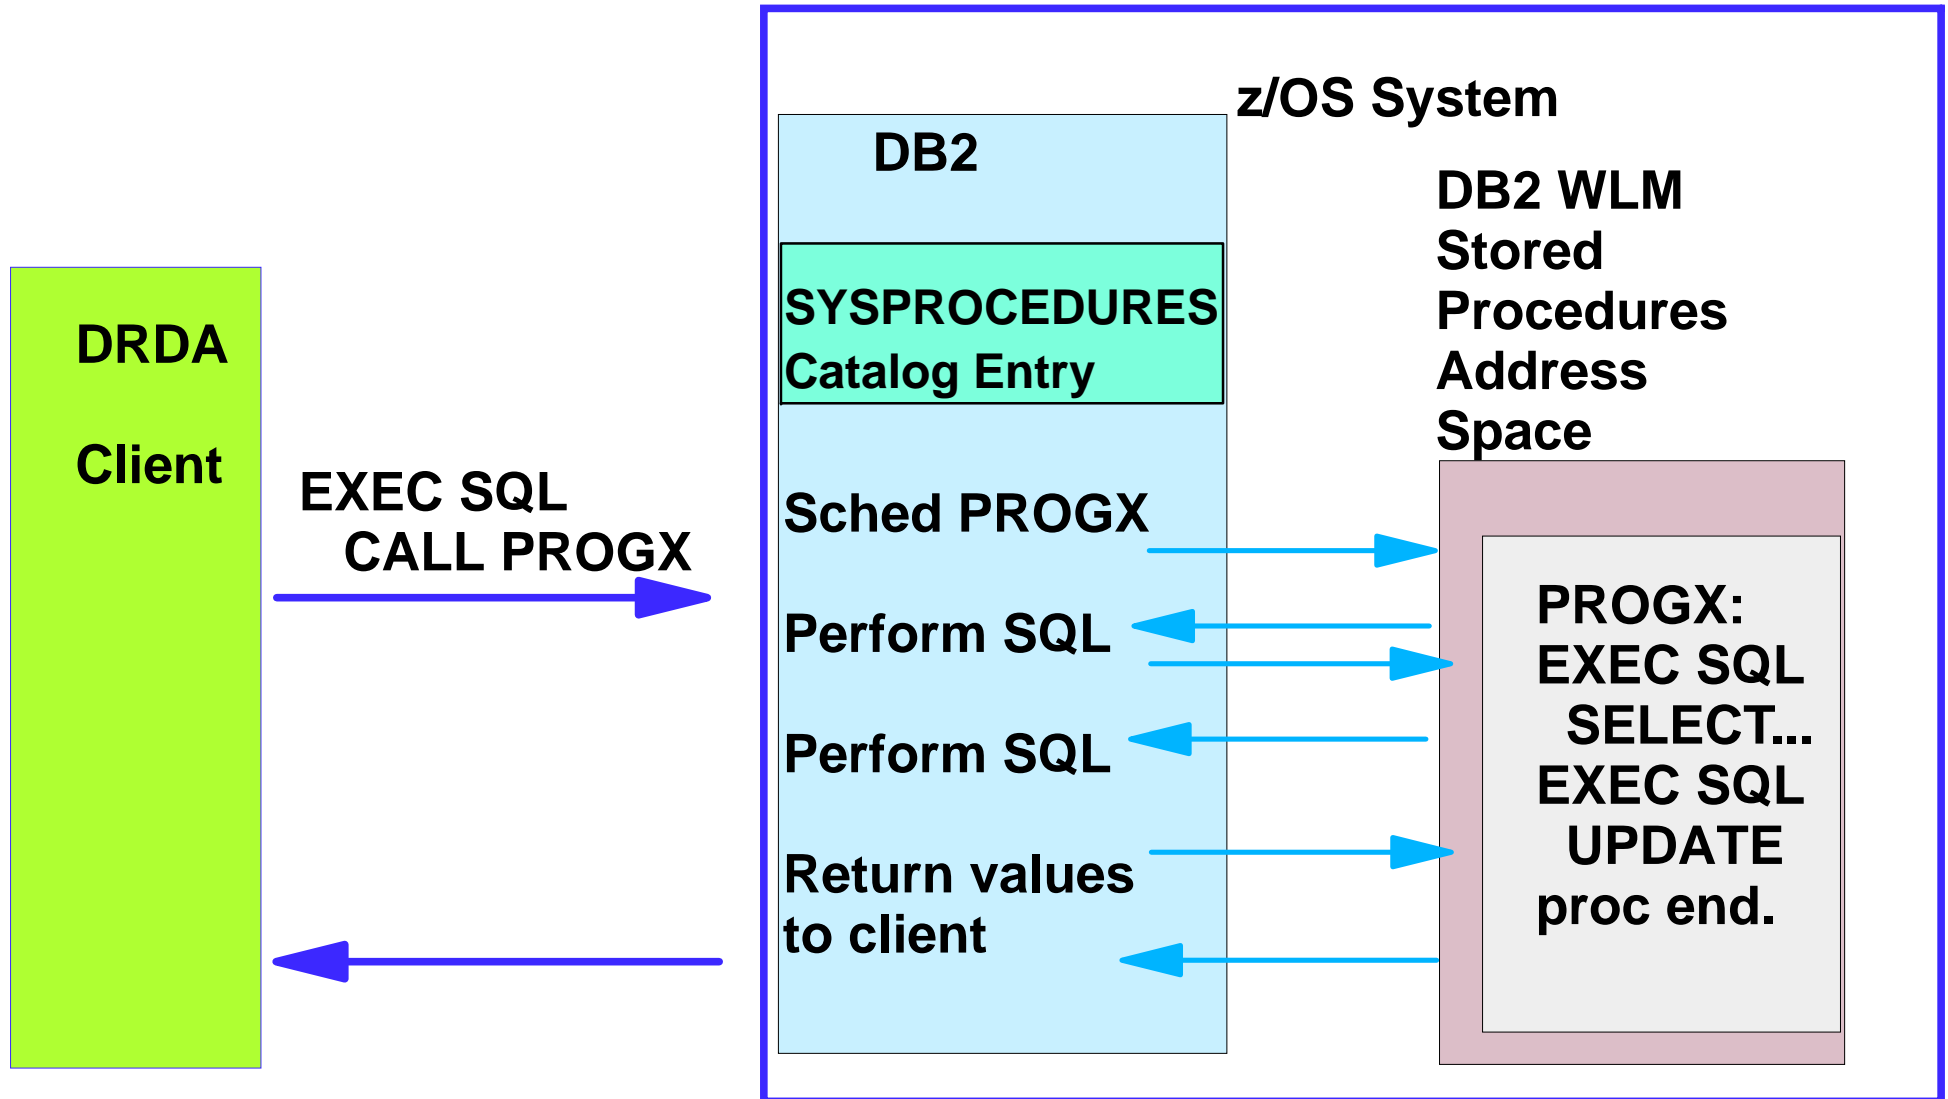 DRDA
Client
EXEC SQL
CALL PROGX
z/OS System
DB2
SYSPROCEDURES
Catalog Entry
Sched PROGX
Perform SQL
Perform SQL
Return values
to client
DB2 WLM
Stored
Procedures
Address
Space
PROGX:
EXEC SQL
SELECT...
EXEC SQL
UPDATE
proc end.